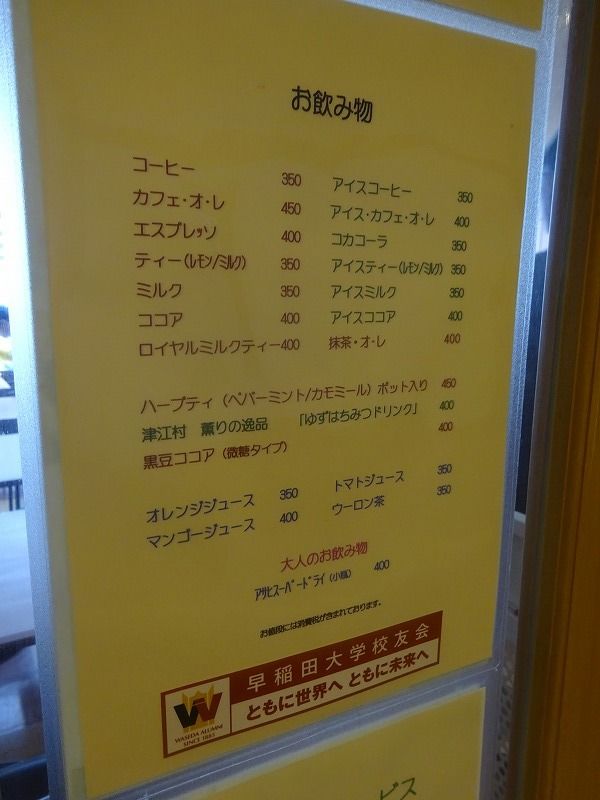 お飲み物
コーヒー 350 アイスコーヒー 350
カフェ・オ・レ 450 アイス・カフェ・オ・レ 400
エスプレッソ 400 コカコーラ 350
ティー(レモン/ミルク) 350 アイスティー(レモン/ミルク) 350
ミルク 350 アイスミルク 350
ココア 400 アイスココア 400
ロイヤルミルクティー400 抹茶・オ・レ 400
ハーブティ(ペパーミント/カモミール)ポット入り 450
津江村 薫りの逸品 「ゆずはちみつドリンク」 400
黒豆ココア(微糖タイプ) 400
オレンジジュース 350 トマトジュース 350
マンゴージュース 400 ウーロン茶 350
大人のお飲み物
アサヒスーパードライ(小瓶) 400
お値段には消費税が含まれております。
早稲田大学校友会
ともに世界へ ともに未来へ
W
WASEDA ALUMNI
SINCE 1885
ビス